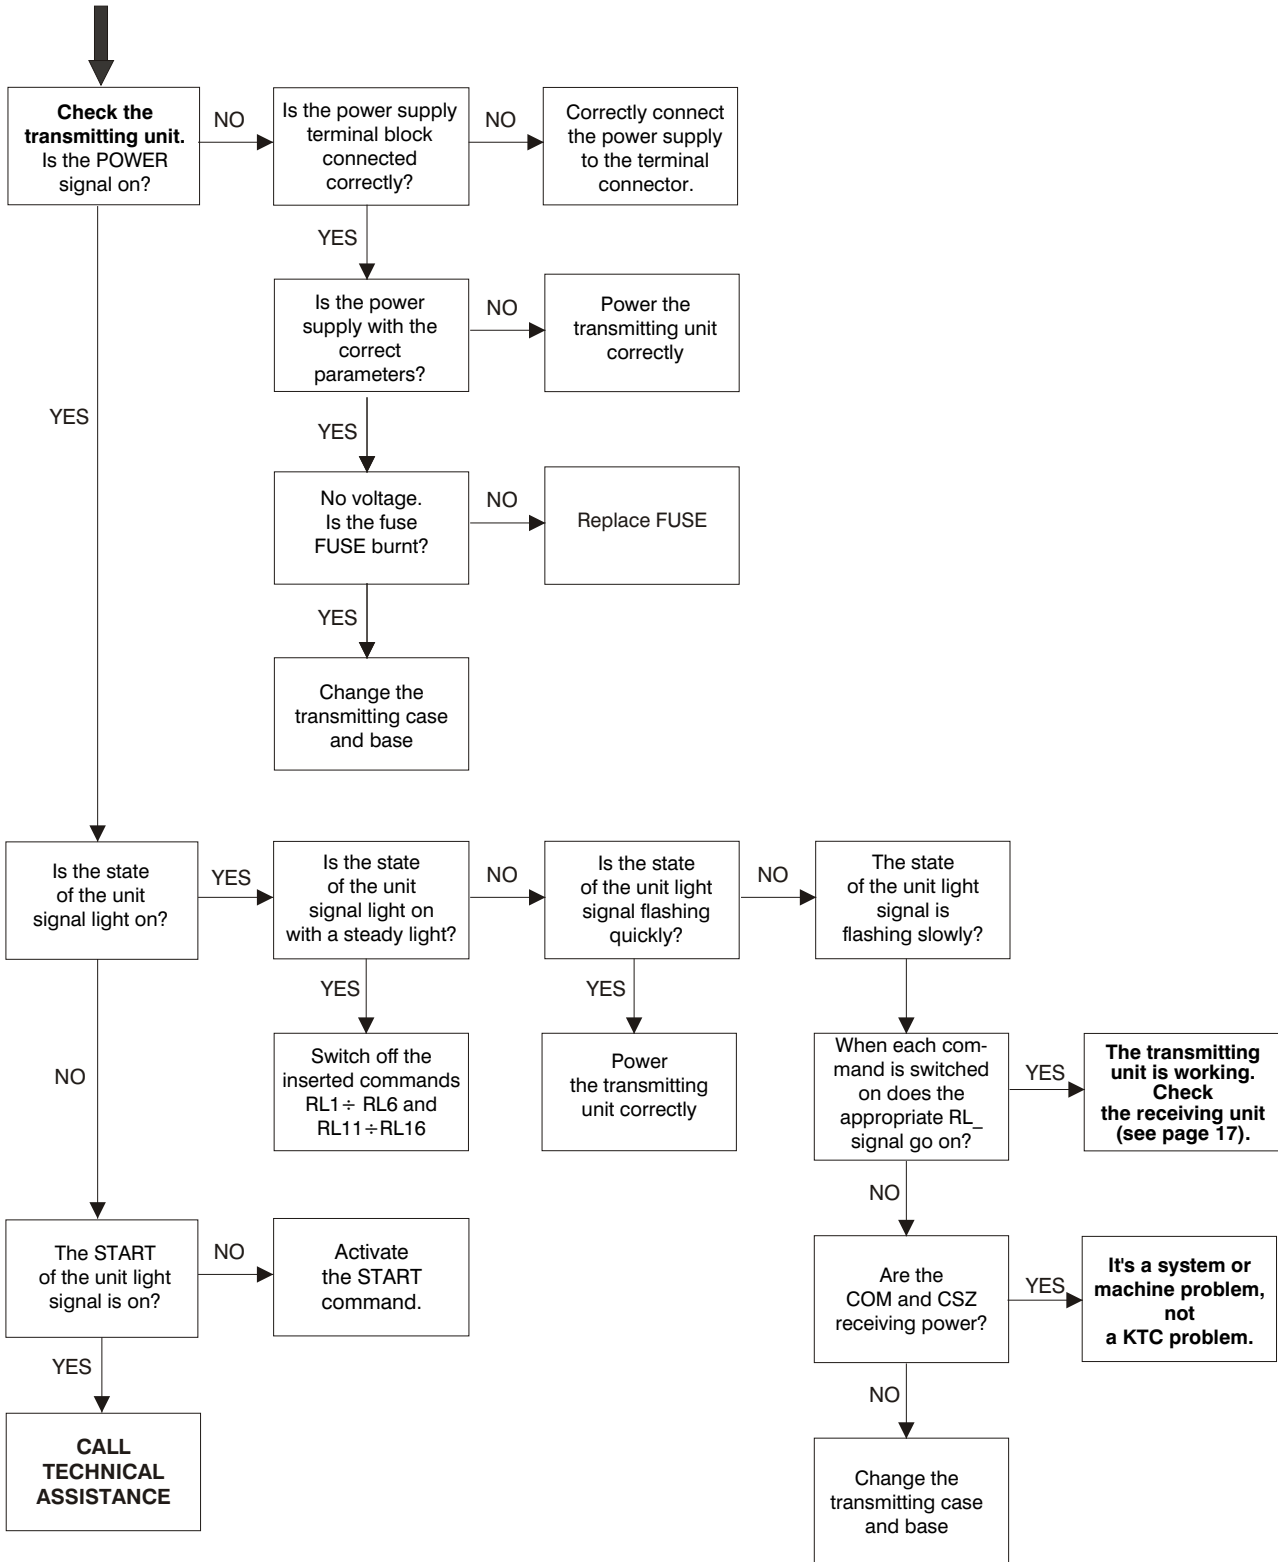 Check the
transmitting unit.
Is the POWER
signal on?
NO
Is the power supply
terminal block
connected
correctly?
NO
Correctly connect
the power supply
to the terminal
connector.
YES
Is the power
supply with the
correct
parameters?
NO
Power the
transmitting unit
correctly
YES
YES
No voltage.
Is the fuse
FUSE burnt?
NO
Replace FUSE
YES
Change the
transmitting case
and base
Is the state
of the unit
signal light on?
YES
Is the state
of the unit
signal light on
with a steady light?
NO
Is the state
of the unit light
signal flashing
quickly?
NO
The state
of the unit light
signal is
flashing slowly?
YES
YES
Switch off the
inserted commands
RL1÷ RL6 and
RL11÷RL16
Power
the transmitting
unit correctly
When each com-
mand is switched
on does the
appropriate RL_
signal go on?
YES
The transmitting
unit is working.
Check
the receiving unit
(see page 17).
NO
NO
The START
of the unit light
signal is on?
NO
Activate
the START
command.
Are the
COM and CSZ
receiving power?
YES
It's a system or
machine problem,
not
a KTC problem.
YES
NO
CALL
TECHNICAL
ASSISTANCE
Change the
transmitting case
and base